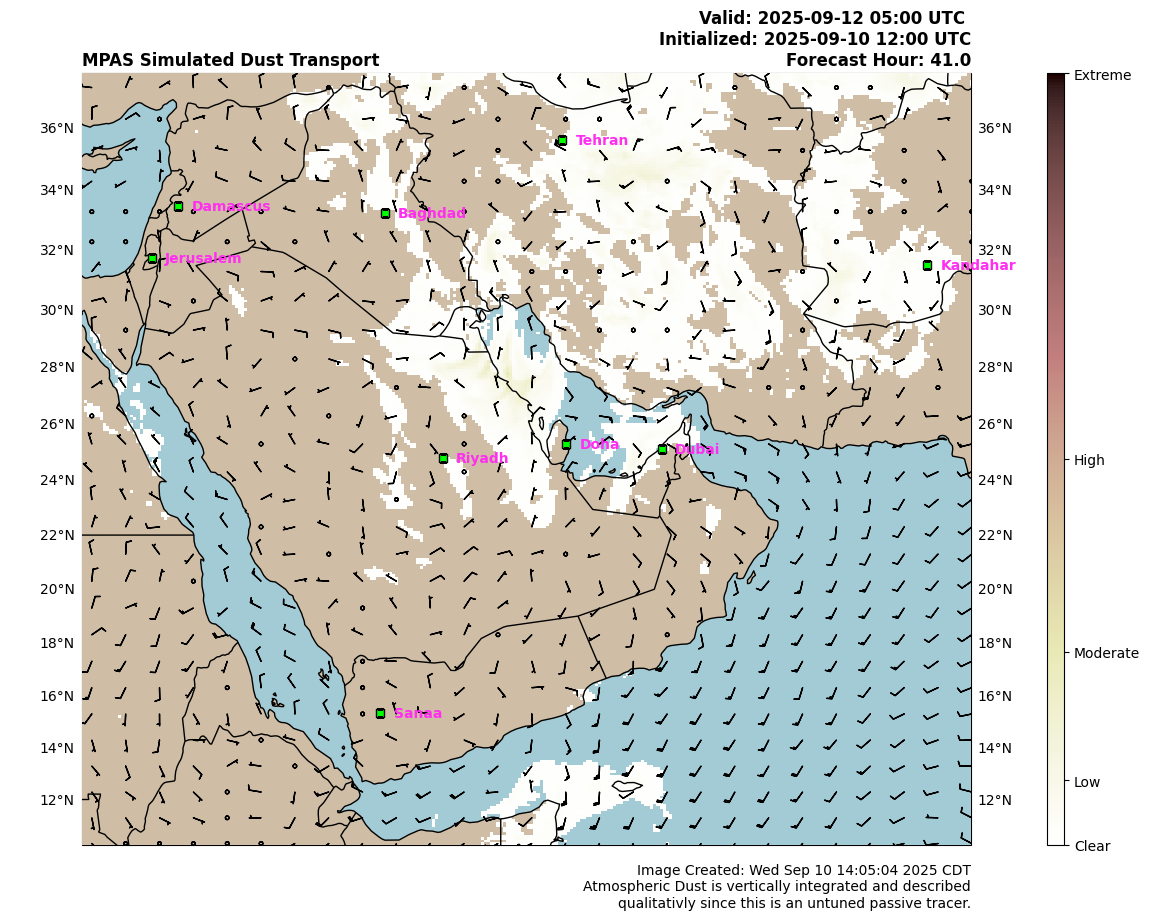 Valid: 2025-09-12 05:00 UTC
Initialized: 2025-09-10 12:00 UTC
MPAS Simulated Dust Transport Forecast Hour: 41.0
Extreme
36°N 36°N
Tehran
34°N 34°N
Damascus
Baghdad
32°N 32°N
Jerusalem
Kandahar
30°N 30°N
28°N 28°N
26°N 26°N
Doha
Dubai
Riyadh
High
24°N 24°N
22°N 22°N
20°N 20°N
18°N 18°N
Moderate
16°N 16°N
Sanaa
14°N 14°N
Low
12°N 12°N
Clear
Image Created: Wed Sep 10 14:05:04 2025 CDT
Atmospheric Dust is vertically integrated and described
qualitativly since this is an untuned passive tracer.